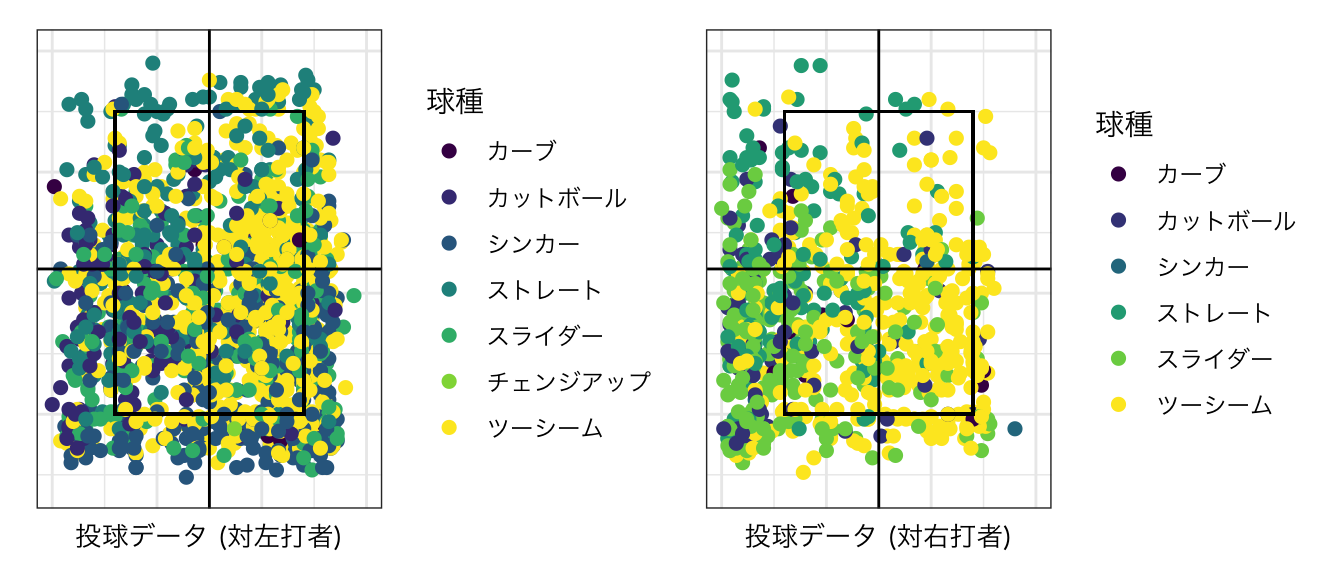 球種
カーブ
カットボール
シンカー
ストレート
スライダー
チェンジアップ
ツーシーム
投球データ (対左打者)
球種
カーブ
カットボール
シンカー
ストレート
スライダー
ツーシーム
投球データ (対右打者)